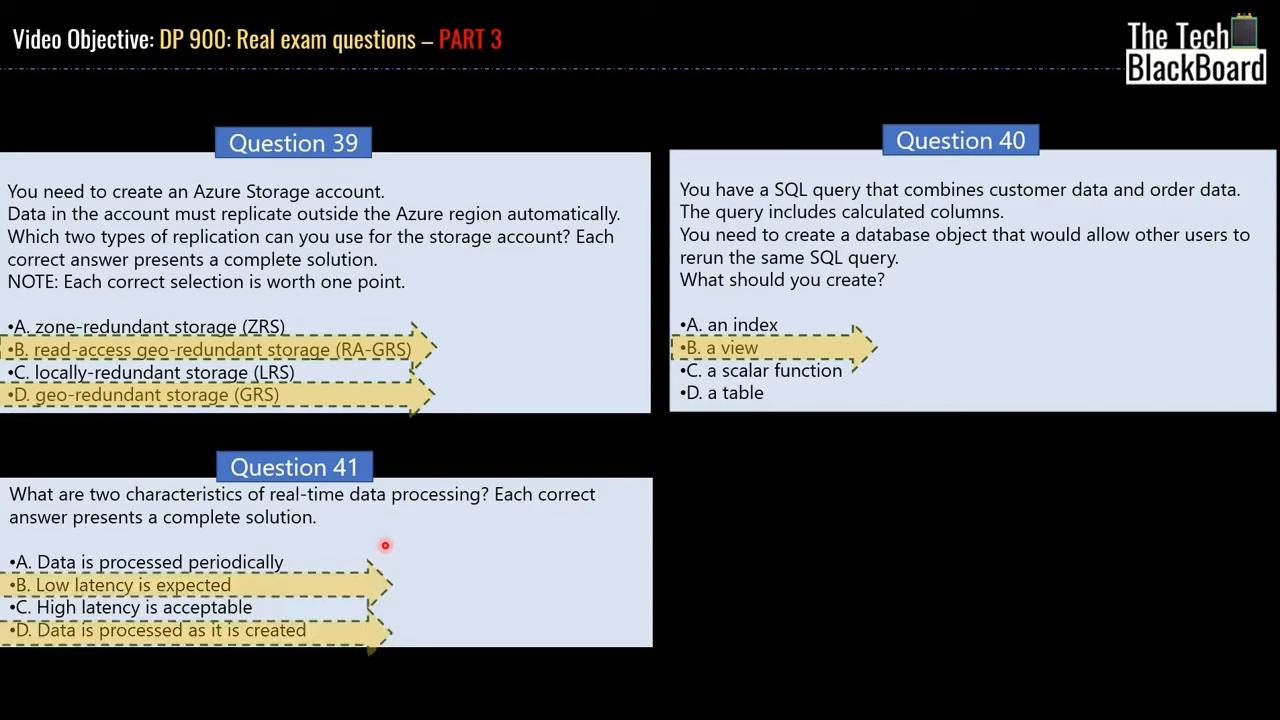 Video Objective: DP 900: Real exam questions – PART 3
The Tech
BlackBoard
Question 39
You need to create an Azure Storage account.
Data in the account must replicate outside the Azure region automatically.
Which two types of replication can you use for the storage account? Each
correct answer presents a complete solution.
NOTE: Each correct selection is worth one point.
•A. zone-redundant storage (ZRS)
•B. read-access geo-redundant storage (RA-GRS)
•C. locally-redundant storage (LRS)
•D. geo-redundant storage (GRS)
Question 40
You have a SQL query that combines customer data and order data.
The query includes calculated columns.
You need to create a database object that would allow other users to
rerun the same SQL query.
What should you create?
•A. an index
•B. a view
•C. a scalar function
•D. a table
Question 41
What are two characteristics of real-time data processing? Each correct
answer presents a complete solution.
•A. Data is processed periodically
•B. Low latency is expected
•C. High latency is acceptable
•D. Data is processed as it is created